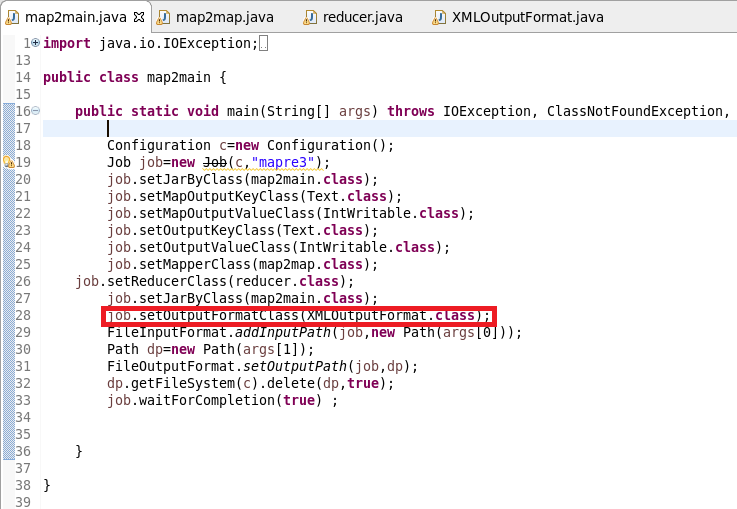 map2main.java map2map.java reducer.java XMLOutputFormat.java
1 import java.io.IOException;
13
14 public class map2main {
15
16 public static void main(String[] args) throws IOException, ClassNotFoundException,
17
18 Configuration c=new Configuration();
19 Job job=new Job(c,"mapre3");
20 job.setJarByClass(map2main.class);
21 job.setMapOutputKeyClass(Text.class);
22 job.setMapOutputValueClass(IntWritable.class);
23 job.setOutputKeyClass(Text.class);
24 job.setOutputValueClass(IntWritable.class);
25 job.setMapperClass(map2map.class);
26 job.setReducerClass(reducer.class);
27 job.setJarByClass(map2main.class);
28 job.setOutputFormatClass(XMLOutputFormat.class);
29 FileInputFormat.addInputPath(job,new Path(args[0]));
30 Path dp=new Path(args[1]);
31 FileOutputFormat.setOutputPath(job,dp);
32 dp.getFileSystem(c).delete(dp,true);
33 job.waitForCompletion(true) ;
34
35
36 }
37
38 }
39